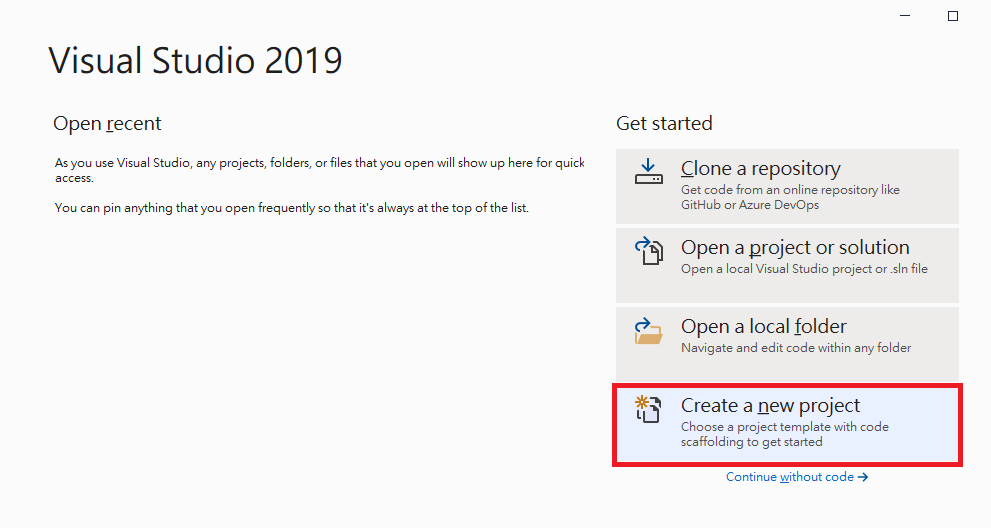 Visual Studio 2019
Open recent
As you use Visual Studio, any projects, folders, or files that you open will show up here for quick
access.
You can pin anything that you open frequently so that it's always at the top of the list.
Get started
Clone a repository
Get code from an online repository like
GitHub or Azure DevOps
Open a project or solution
Open a local Visual Studio project or .sln file
Open a local folder
Navigate and edit code within any folder
Create a new project
Choose a project template with code
scaffolding to get started
Continue without code →